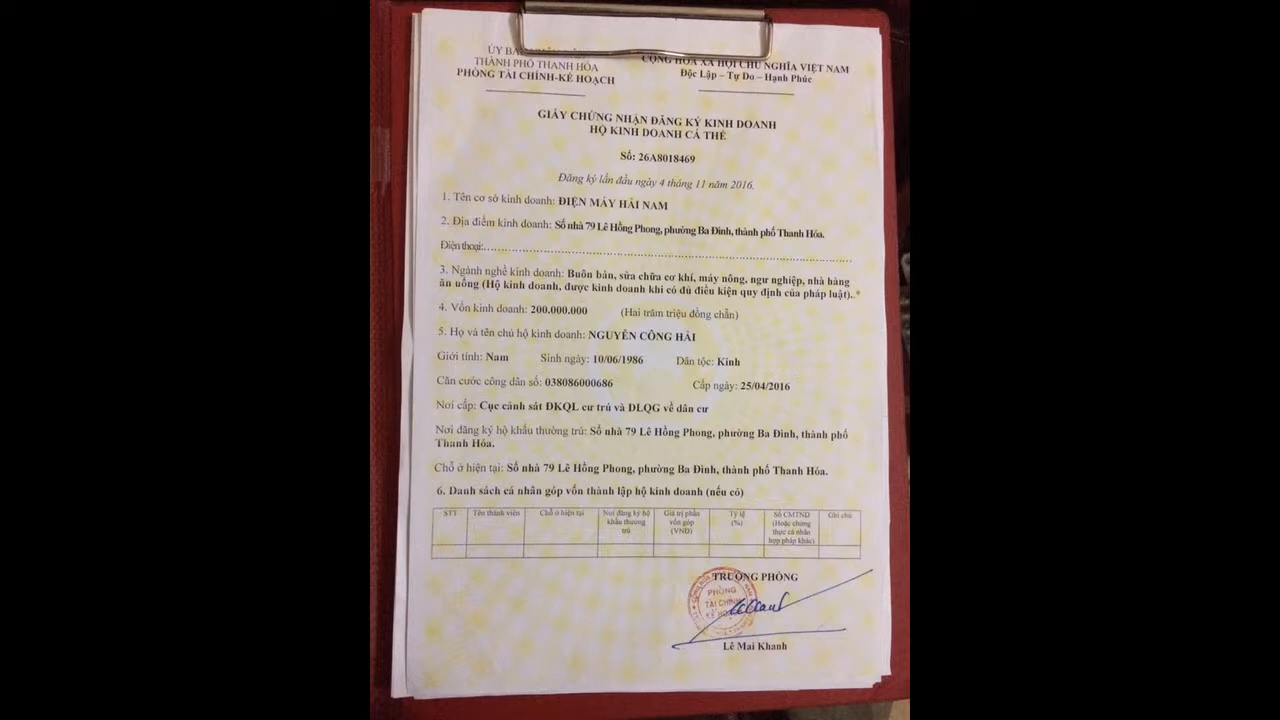 ỦY BAN
CỘNG HÒA XÃ HỘI CHỦ NGHĨA VIỆT NAM
THÀNH PHỐ THANH HÓA
Độc Lập – Tự Do – Hạnh Phúc
PHÒNG TÀI CHÍNH-KẾ HOẠCH
GIẤY CHỨNG NHẬN ĐĂNG KÝ KINH DOANH
HỘ KINH DOANH CÁ THỂ
Số: 26A8018469
Đăng ký lần đầu ngày 4 tháng 11 năm 2016.
1. Tên cơ sở kinh doanh: ĐIỆN MÁY HẢI NAM
2. Địa điểm kinh doanh: Số nhà 79 Lê Hồng Phong, phường Ba Đình, thành phố Thanh Hóa.
Điện thoại:
3. Ngành nghề kinh doanh: Buôn bán, sửa chữa cơ khí, máy nông, ngư nghiệp, nhà hàng
ăn uống (Hộ kinh doanh, được kinh doanh khi có đủ điều kiện quy định của pháp luật)..*
4. Vốn kinh doanh: 200.000.000 (Hai trăm triệu đồng chẵn)
5. Họ và tên chủ hộ kinh doanh: NGUYỄN CÔNG HẢI
Giới tính: Nam Sinh ngày: 10/06/1986 Dân tộc: Kinh
Căn cước công dân số: 038086000686 Cấp ngày: 25/04/2016
Nơi cấp: Cục cảnh sát ĐKQL cư trú và DLQG về dân cư
Nơi đăng ký hộ khẩu thường trú: Số nhà 79 Lê Hồng Phong, phường Ba Đình, thành phố
Thanh Hóa.
Chỗ ở hiện tại: Số nhà 79 Lê Hồng Phong, phường Ba Đình, thành phố Thanh Hóa.
6. Danh sách cá nhân góp vốn thành lập hộ kinh doanh (nếu có)
STT Tên thành viên Chỗ ở hiện tại Nơi đăng ký hộ khẩu thường trú Giá trị phần vốn góp (VNĐ) Tỷ lệ (%) Số CMTND (Hoặc chứng thực cá nhân hợp pháp khác) Ghi chú
TRƯỞNG PHÒNG
PHÒNG
TÀI CHÍNH
KẾ HOẠCH
Lê Mai Khanh